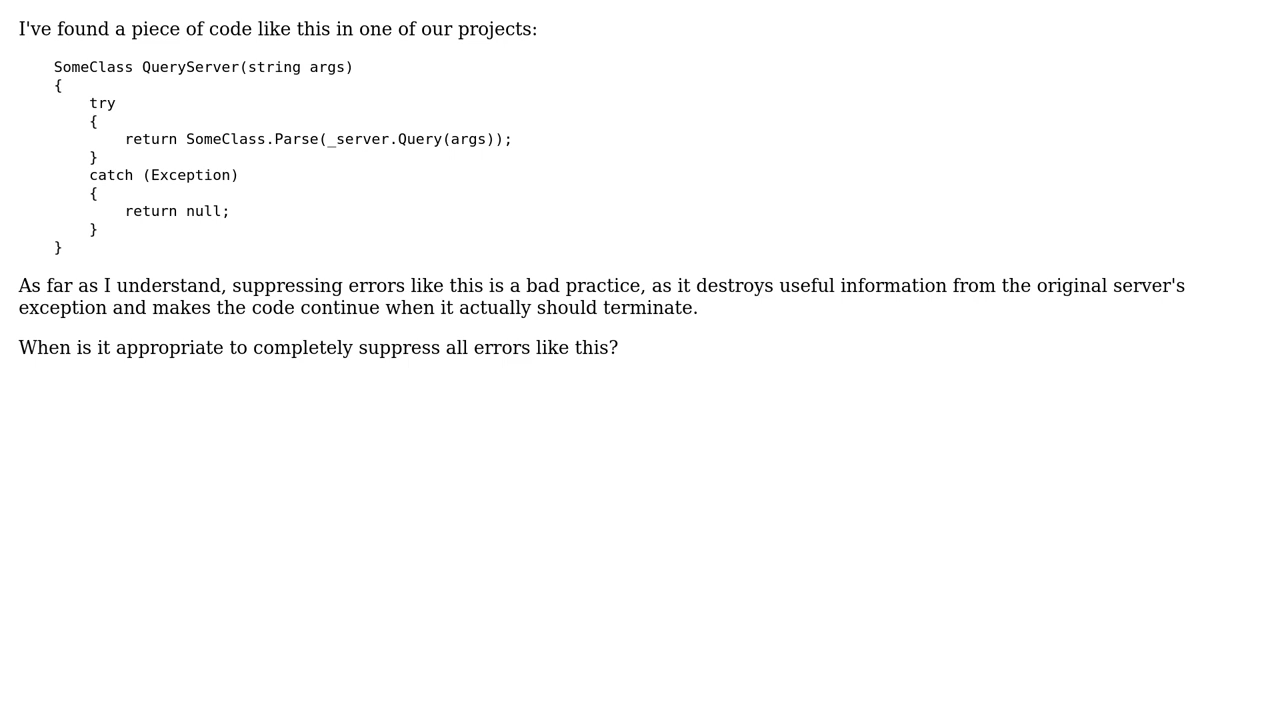 I've found a piece of code like this in one of our projects:
SomeClass QueryServer(string args)
{
    try
    {
        return SomeClass.Parse(_server.Query(args));
    }
    catch (Exception)
    {
        return null;
    }
}
As far as I understand, suppressing errors like this is a bad practice, as it destroys useful information from the original server's
exception and makes the code continue when it actually should terminate.
When is it appropriate to completely suppress all errors like this?